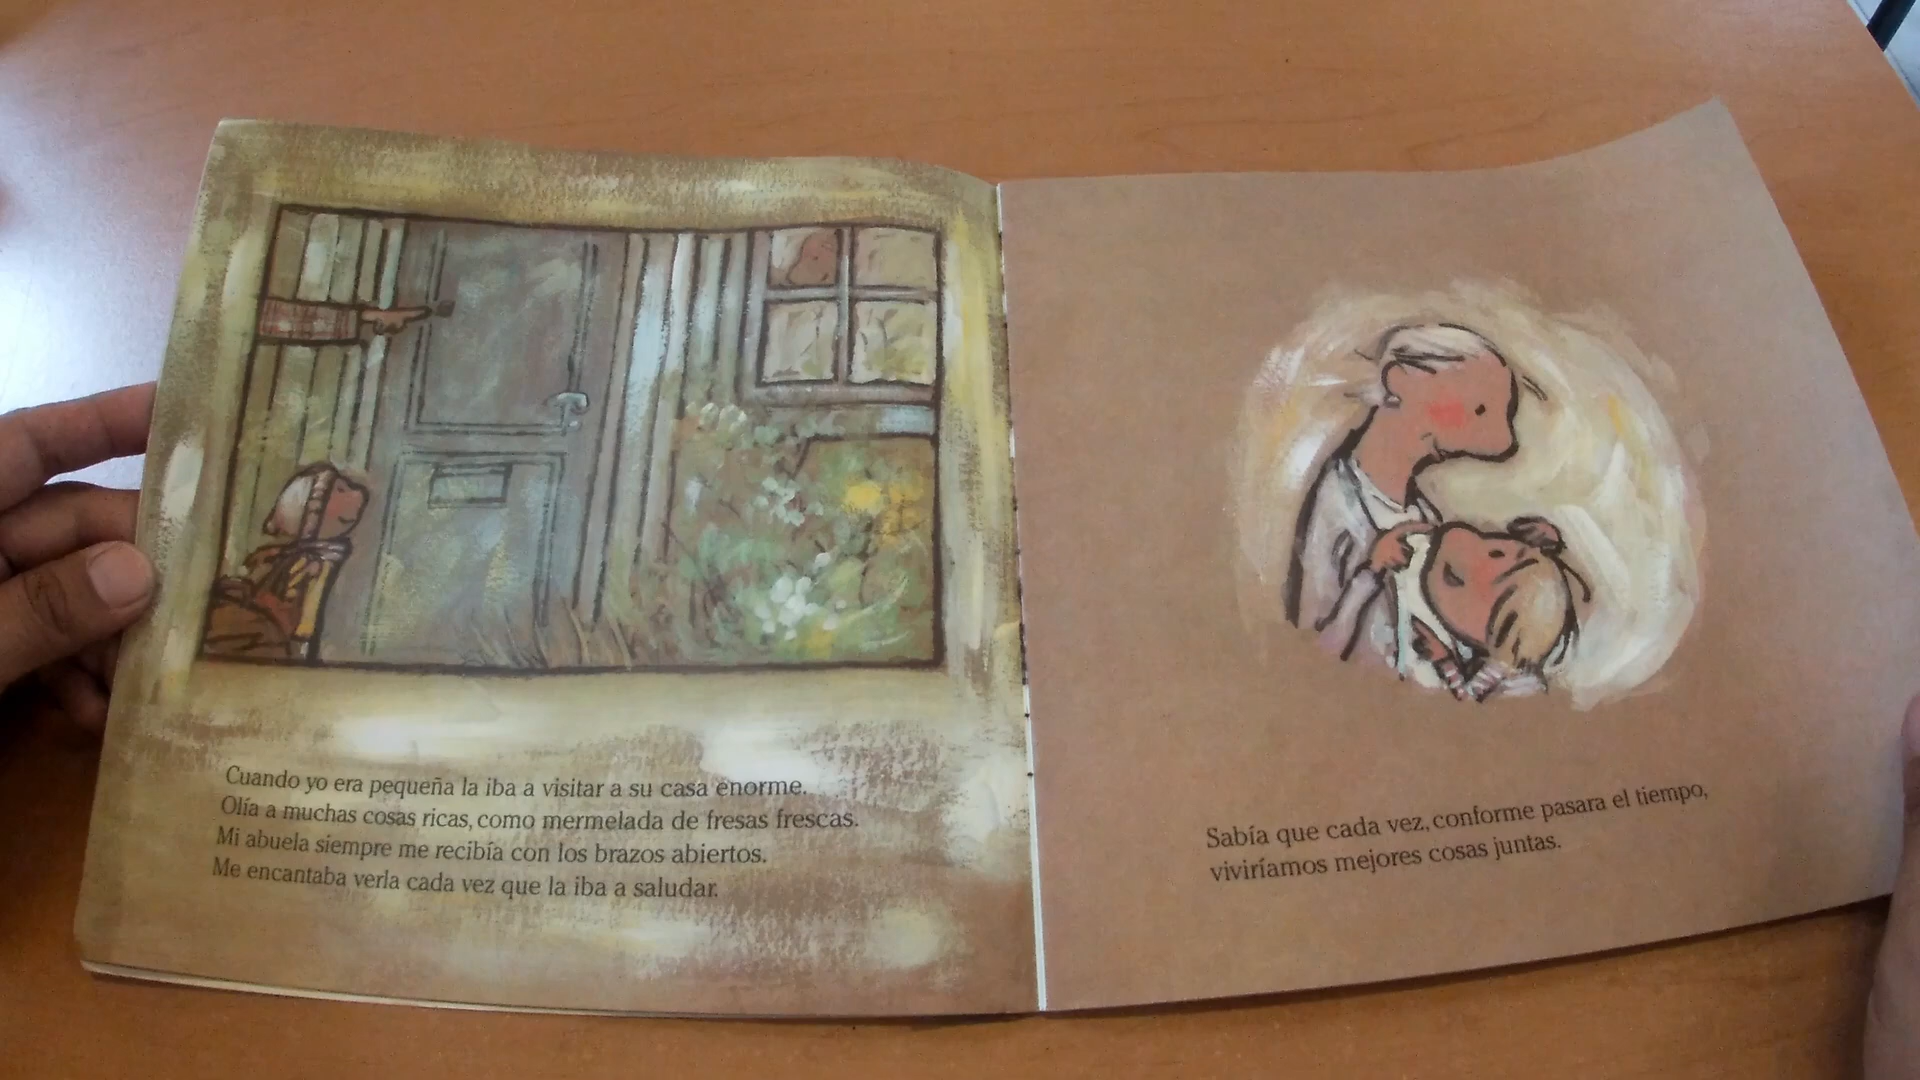 Cuando yo era pequeña la iba a visitar a su casa enorme.
Olía a muchas cosas ricas, como mermelada de fresas frescas.
Mi abuela siempre me recibía con los brazos abiertos.
Me encantaba verla cada vez que la iba a saludar.
Sabía que cada vez, conforme pasara el tiempo,
viviríamos mejores cosas juntas.